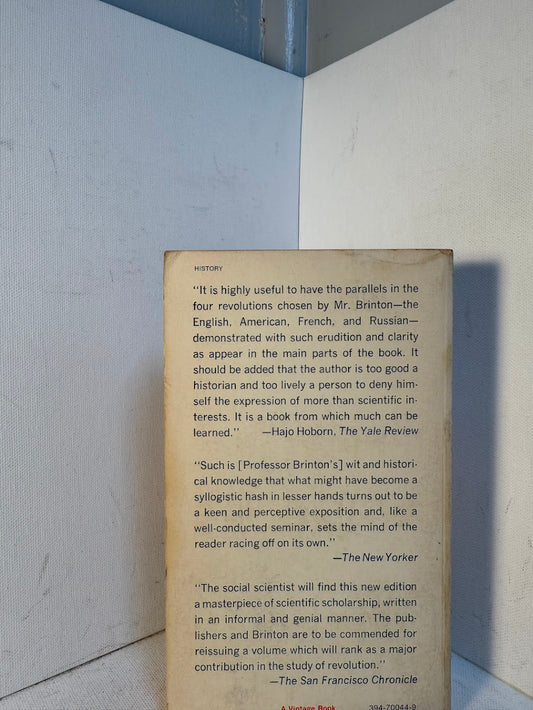 HISTORY
"It is highly useful to have the parallels in the
four revolutions chosen by Mr. Brinton—the
English, American, French, and Russian—
demonstrated with such erudition and clarity
as appear in the main parts of the book. It
should be added that the author is too good a
historian and too lively a person to deny him-
self the expression of more than scientific in-
terests. It is a book from which much can be
learned." —Hajo Hoborn, The Yale Review
"Such is [Professor Brinton's] wit and histori-
cal knowledge that what might have become a
syllogistic hash in lesser hands turns out to be
a keen and perceptive exposition and, like a
well-conducted seminar, sets the mind of the
reader racing off on its own."
—The New Yorker
"The social scientist will find this new edition
a masterpiece of scientific scholarship, written
in an informal and genial manner. The pub-
lishers and Brinton are to be commended for
reissuing a volume which will rank as a major
contribution in the study of revolution."
—The San Francisco Chronicle
A Vintage Book 394-70044-9